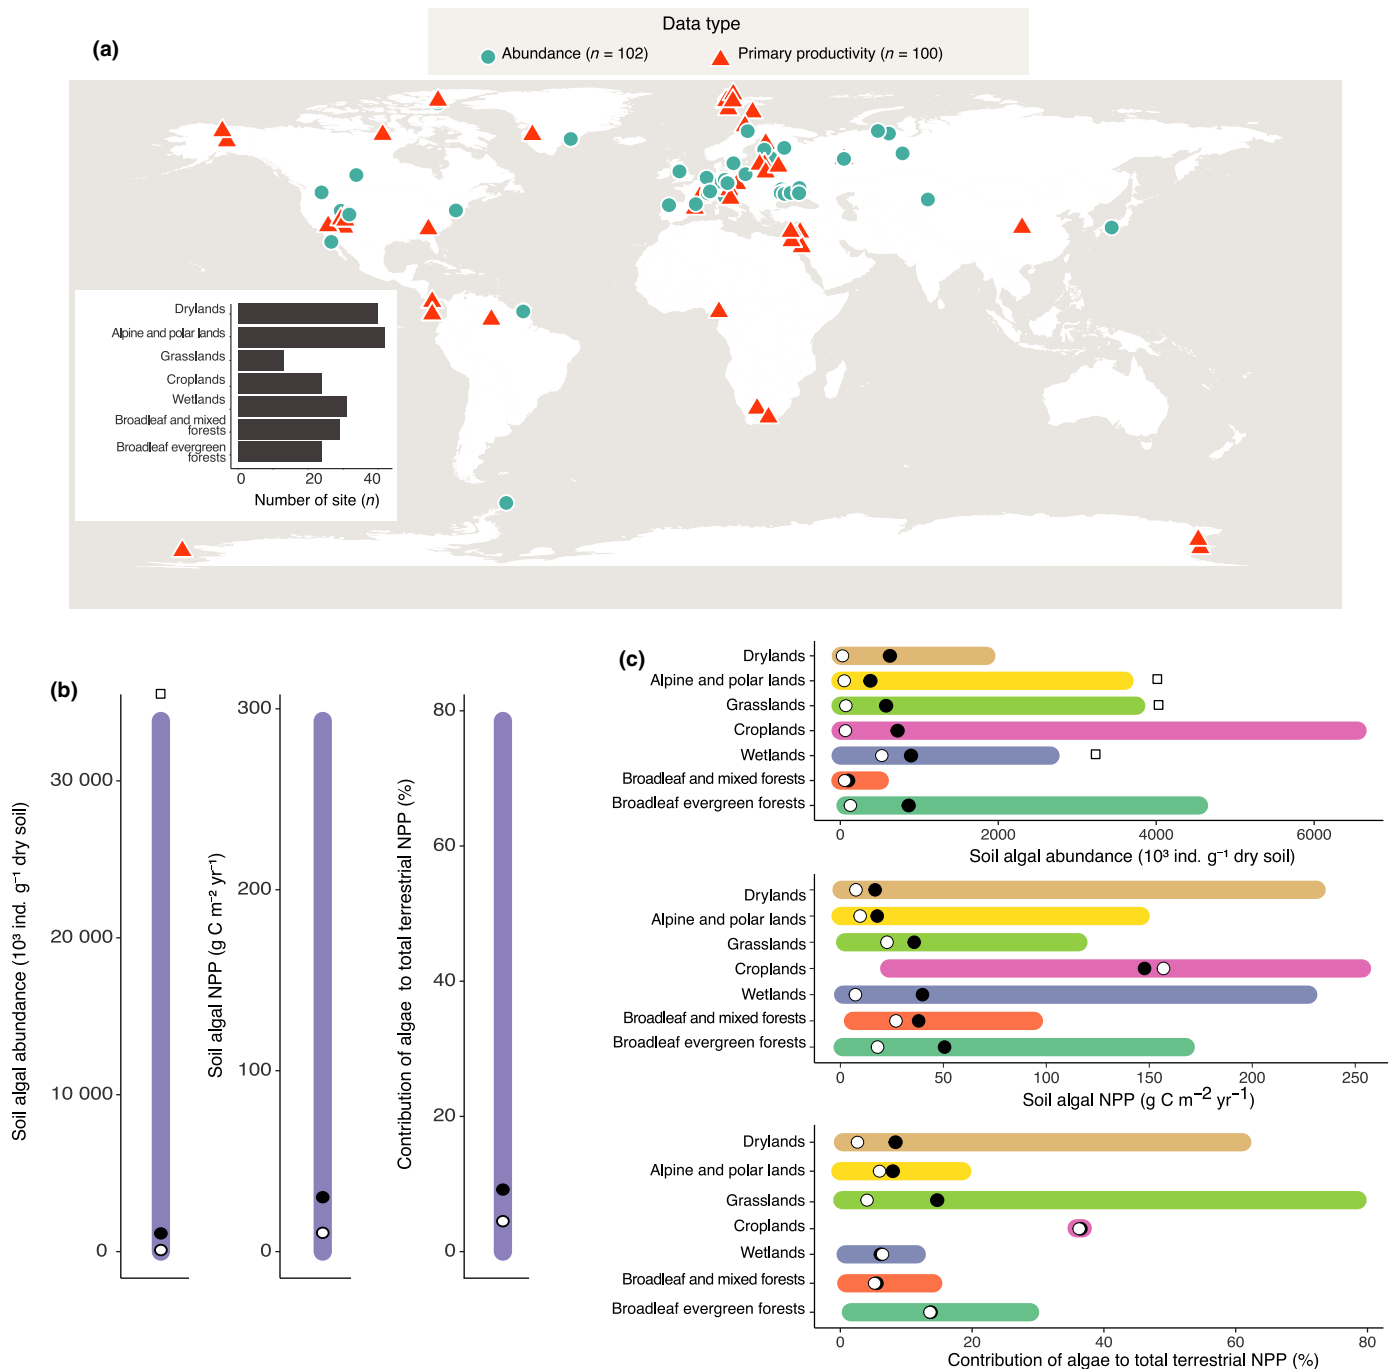 (a)
Data type
Abundance (n = 102)
Primary productivity (n = 100)
Drylands
Alpine and polar lands
Grasslands
Croplands
Wetlands
Broadleaf and mixed
forests
Broadleaf evergreen
forests
0 20 40
Number of site (n)
(b)
Soil algal abundance (10³ ind. g⁻¹ dry soil)
30 000
20 000
10 000
0
Soil algal NPP (g C m⁻² yr⁻¹)
300
200
100
0
Contribution of algae to total terrestrial NPP (%)
80
60
40
20
0
(c)
Drylands
Alpine and polar lands
Grasslands
Croplands
Wetlands
Broadleaf and mixed forests
Broadleaf evergreen forests
0 2000 4000 6000
Soil algal abundance (10³ ind. g⁻¹ dry soil)
Drylands
Alpine and polar lands
Grasslands
Croplands
Wetlands
Broadleaf and mixed forests
Broadleaf evergreen forests
0 50 100 150 200 250
Soil algal NPP (g C m⁻² yr⁻¹)
Drylands
Alpine and polar lands
Grasslands
Croplands
Wetlands
Broadleaf and mixed forests
Broadleaf evergreen forests
0 20 40 60 80
Contribution of algae to total terrestrial NPP (%)